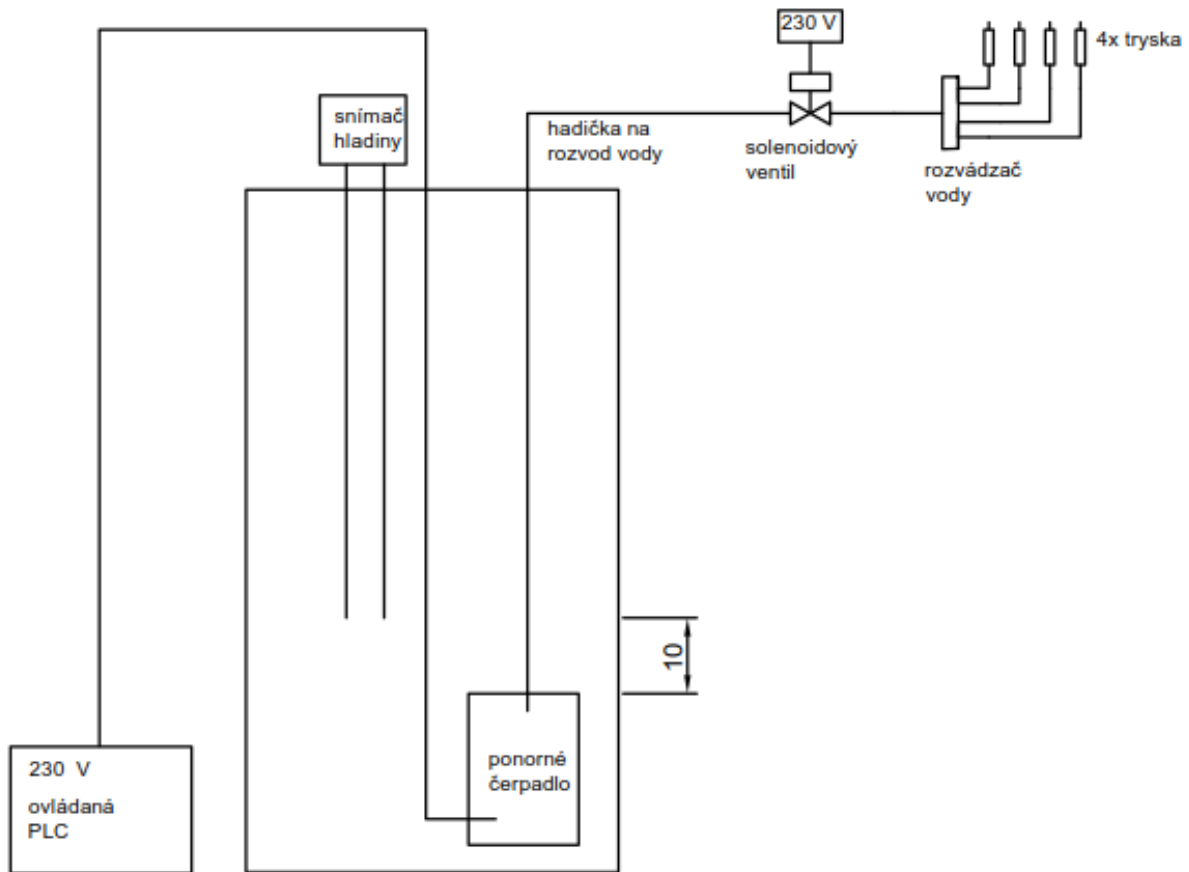 230 V
4x tryska
snímač
hladiny
hadička na
rozvod vody
solenoidový
ventil
rozvádzač
vody
10
ponorné
čerpadlo
230 V
ovládaná
PLC